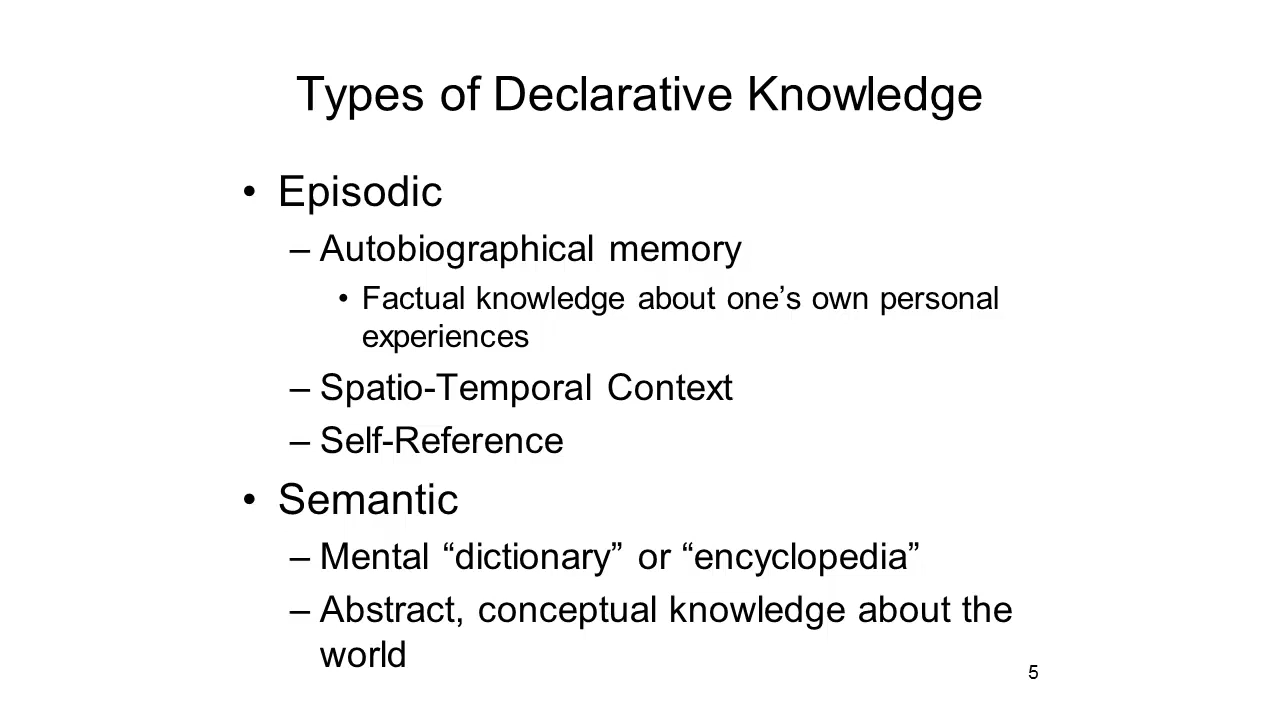 Types of Declarative Knowledge
• Episodic
– Autobiographical memory
• Factual knowledge about one’s own personal
experiences
– Spatio-Temporal Context
– Self-Reference
• Semantic
– Mental “dictionary” or “encyclopedia”
– Abstract, conceptual knowledge about the
world
5